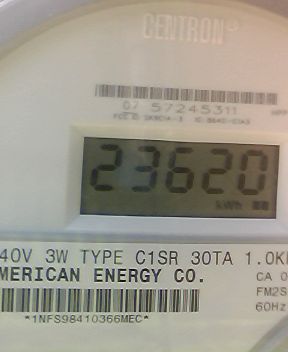 CENTRON®
07 57245311
23620
kWh
40V 3W TYPE C1SR 30TA 1.0K
MERICAN ENERGY CO.
CA 0
FM2S
60Hz
*1NFS98410366MEC*